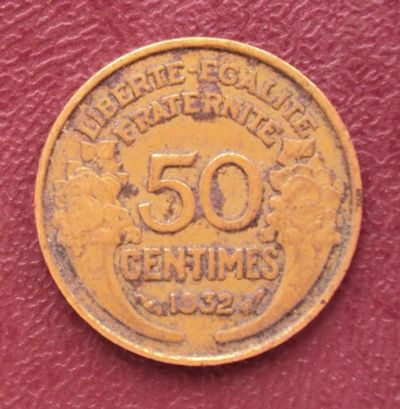 LIBERTE-EGALITE
FRATERNITE
50
CENTIMES
1932